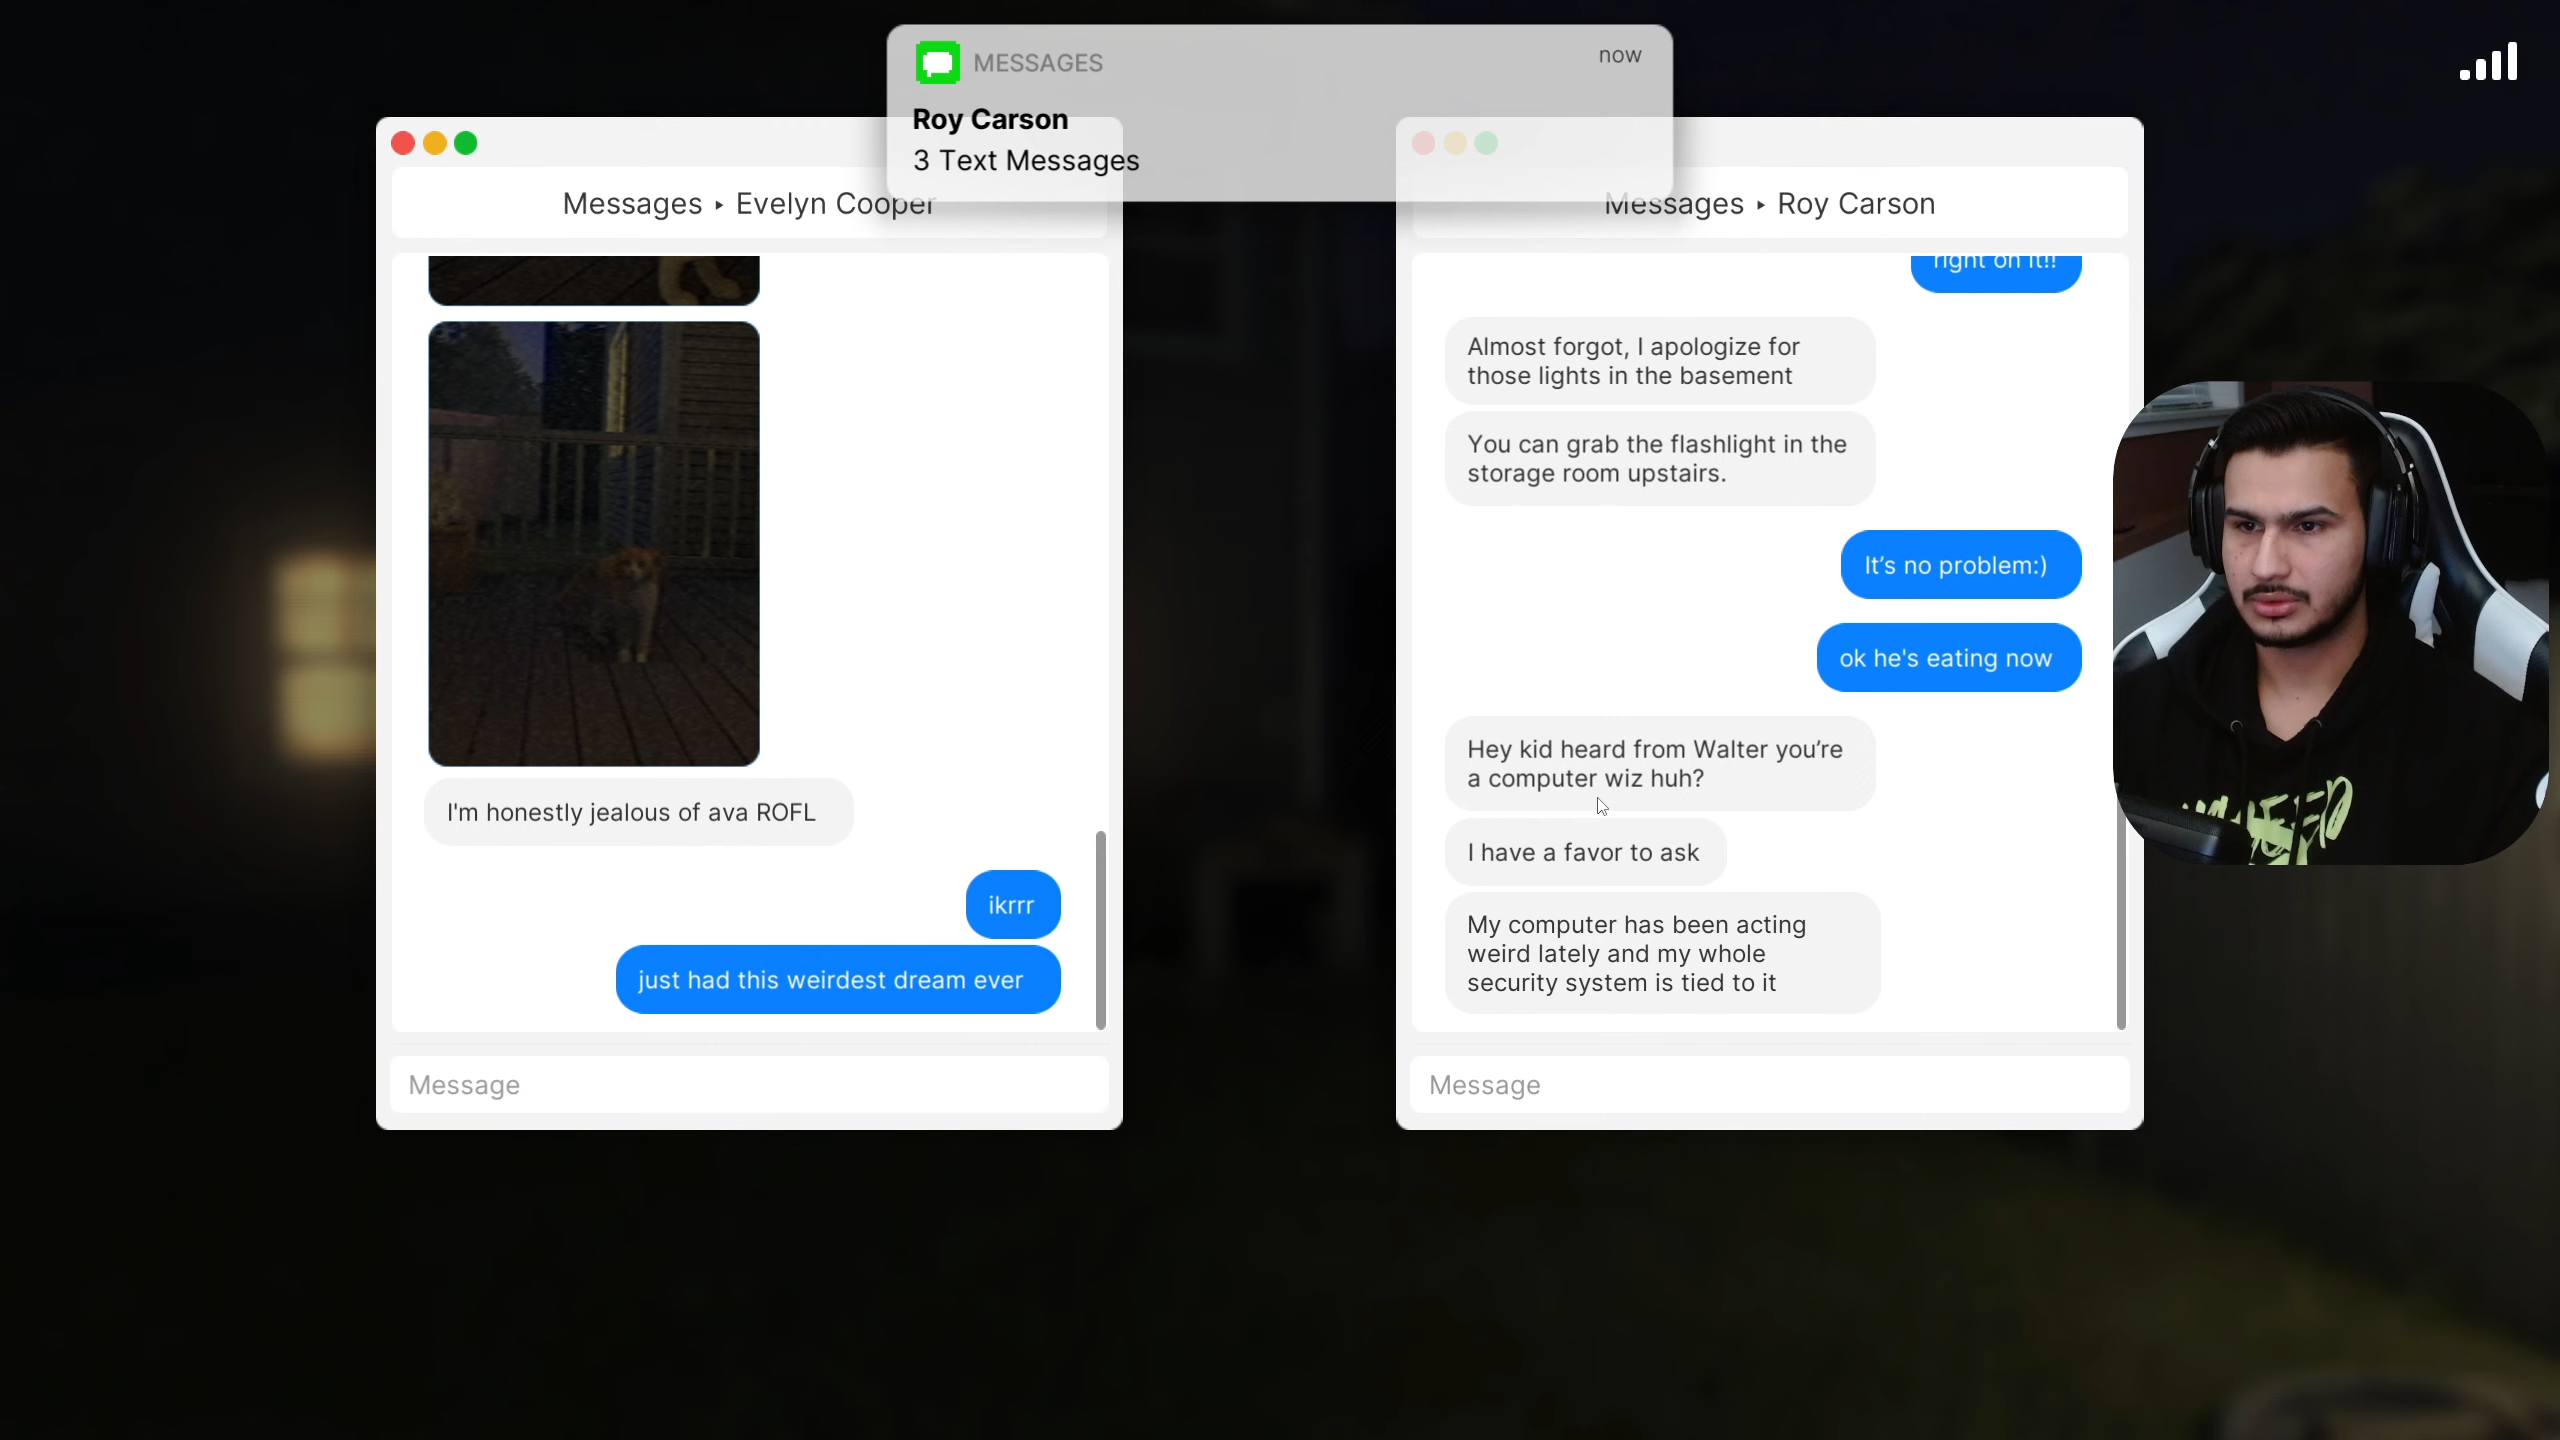 MESSAGES
now
Roy Carson
3 Text Messages
Messages ▸ Evelyn Cooper
I'm honestly jealous of ava ROFL
ikrrr
just had this weirdest dream ever
Message
Messages ▸ Roy Carson
right on it!!
Almost forgot, I apologize for
those lights in the basement
You can grab the flashlight in the
storage room upstairs.
It’s no problem:)
ok he's eating now
Hey kid heard from Walter you’re
a computer wiz huh?
I have a favor to ask
My computer has been acting
weird lately and my whole
security system is tied to it
Message